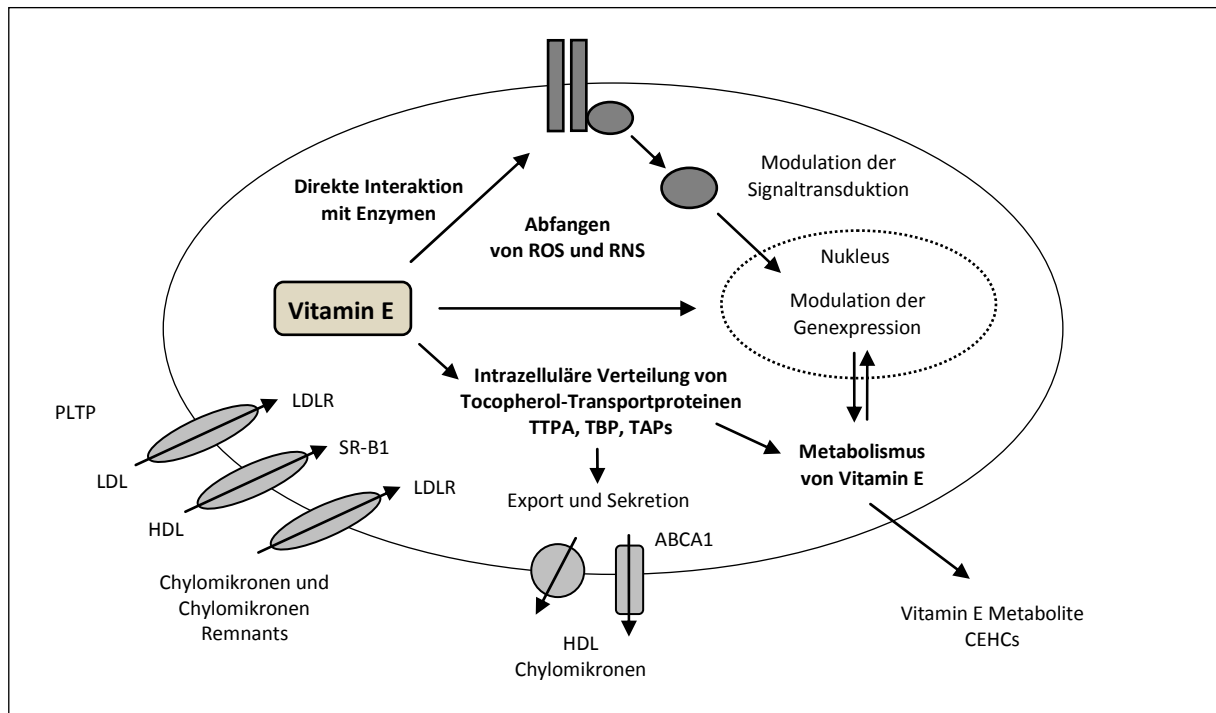 Modulation der
Signaltransduktion
Direkte Interaktion
mit Enzymen
Abfangen
von ROS und RNS
Nukleus
Modulation der
Genexpression
Vitamin E
Intrazelluläre Verteilung von
Tocopherol-Transportproteinen
TTPA, TBP, TAPs
PLTP
LDLR
SR-B1
LDL
LDLR
HDL
Metabolismus
von Vitamin E
Export und Sekretion
ABCA1
Chylomikronen und
Chylomikronen
Remnants
HDL
Chylomikronen
Vitamin E Metabolite
CEHCs